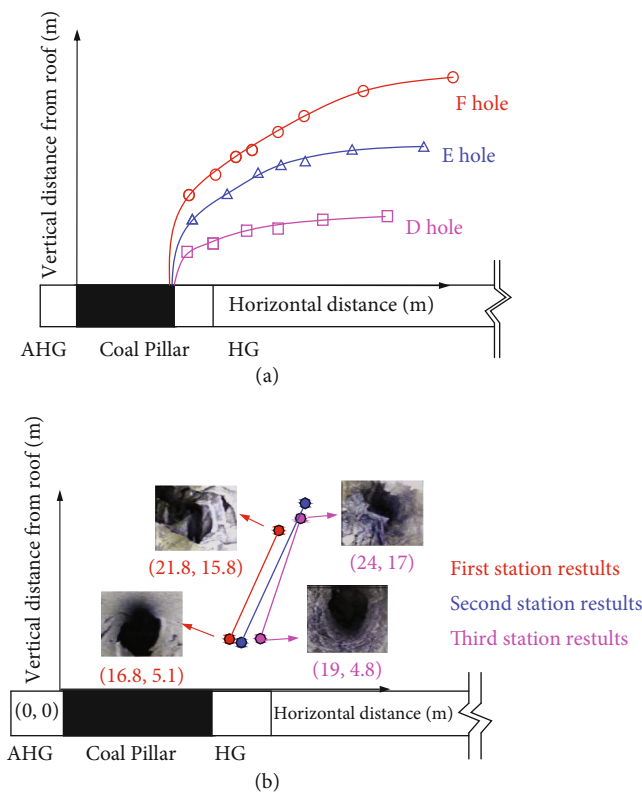 Vertical distance from roof (m)
F hole
E hole
D hole
Horizontal distance (m)
AHG
Coal Pillar
HG
(a)
Vertical distance from roof (m)
(21.8, 15.8)
(24, 17)
(16.8, 5.1)
(19, 4.8)
First station restults
Second station restults
Third station restults
(0, 0)
Horizontal distance (m)
AHG
Coal Pillar
HG
(b)